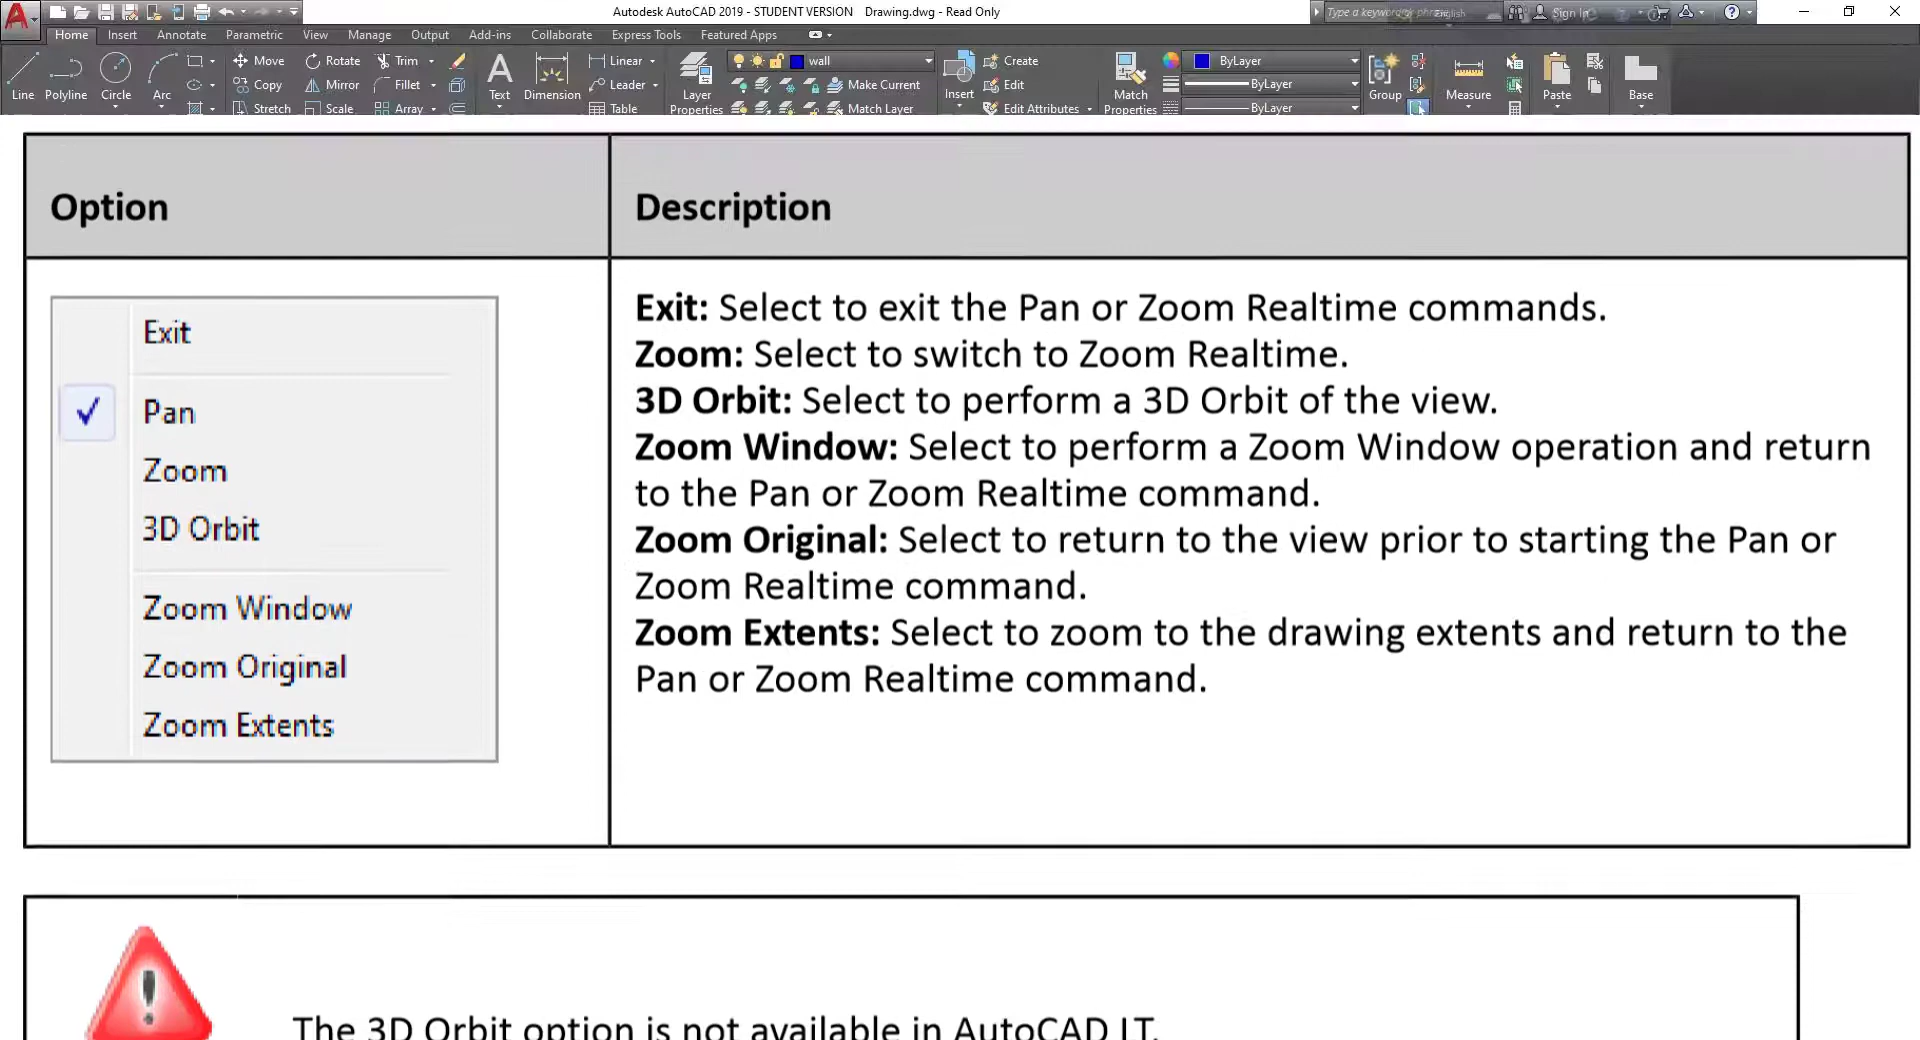 Autodesk AutoCAD 2019 - STUDENT VERSION Drawing.dwg - Read Only
Sign In
Home Insert Annotate Parametric View Manage Output Add-ins Collaborate Express Tools Featured Apps
Move Rotate Trim Linear wall Create ByLayer
Copy Mirror Fillet Leader Make Current Edit ByLayer
Line Polyline Circle Arc Text Dimension Layer Insert Match Group Measure Paste Base
Stretch Scale Array Table Properties Match Layer Edit Attributes Properties ByLayer
Option Description
Exit
Pan
Zoom
3D Orbit
Zoom Window
Zoom Original
Zoom Extents
Exit: Select to exit the Pan or Zoom Realtime commands.
Zoom: Select to switch to Zoom Realtime.
3D Orbit: Select to perform a 3D Orbit of the view.
Zoom Window: Select to perform a Zoom Window operation and return
to the Pan or Zoom Realtime command.
Zoom Original: Select to return to the view prior to starting the Pan or
Zoom Realtime command.
Zoom Extents: Select to zoom to the drawing extents and return to the
Pan or Zoom Realtime command.
The 3D Orbit option is not available in AutoCAD LT.